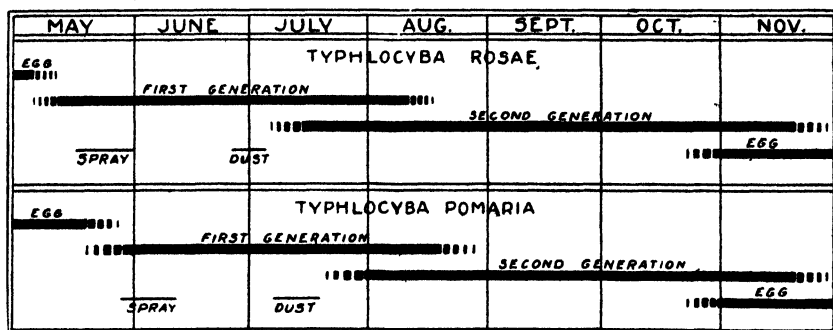 MAY JUNE JULY AUG. SEPT. OCT. NOV.
TYPHLOCYBA ROSAE
EGG
FIRST GENERATION
SECOND GENERATION
EGG
SPRAY DUST
TYPHLOCYBA POMARIA
EGG
FIRST GENERATION
SECOND GENERATION
EGG
SPRAY DUST